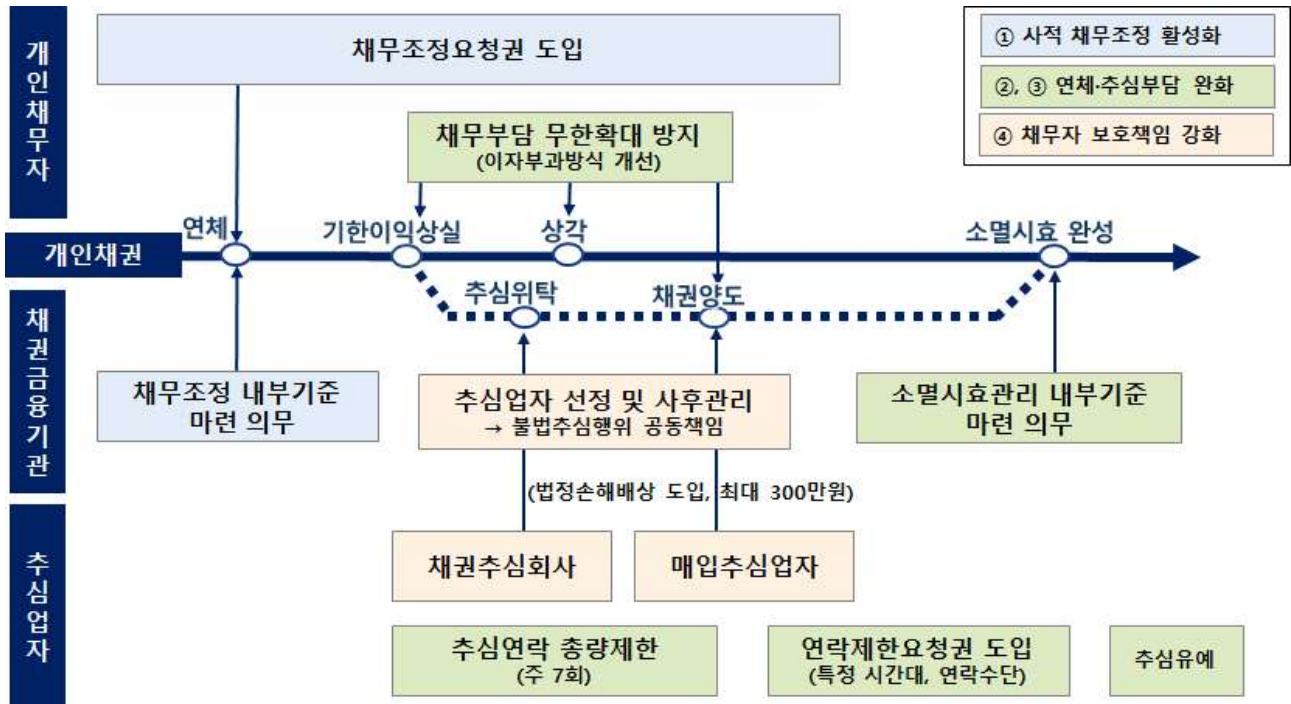 개인채무자
채무조정요청권 도입
① 사적 채무조정 활성화
②, ③ 연체·추심부담 완화
④ 채무자 보호책임 강화
채무부담 무한확대 방지
(이자부과방식 개선)
개인채권
연체
기한이익상실
상각
소멸시효 완성
추심위탁
채권양도
채권금융기관
채무조정 내부기준
마련 의무
추심업자 선정 및 사후관리
→ 불법추심행위 공동책임
소멸시효관리 내부기준
마련 의무
(법정손해배상 도입, 최대 300만원)
추심업자
채권추심회사
매입추심업자
추심연락 총량제한
(주 7회)
연락제한요청권 도입
(특정 시간대, 연락수단)
추심유예